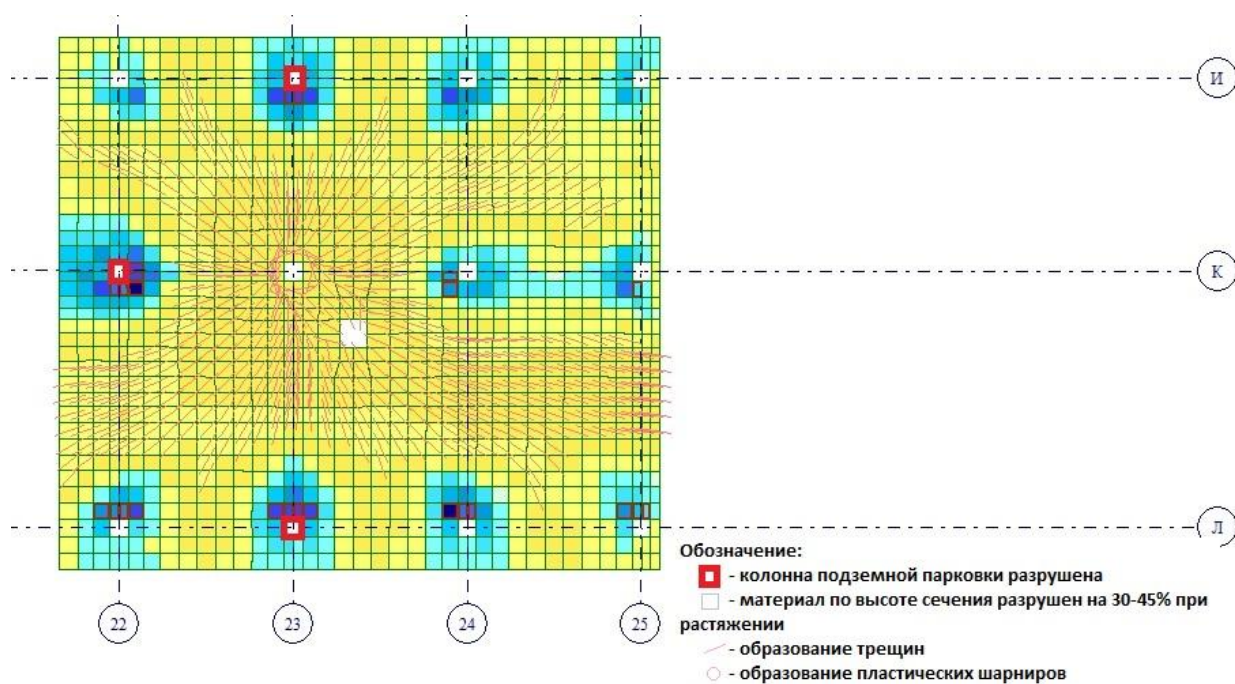 И
К
Л
22
23
24
25
Обозначение:
- колонна подземной парковки разрушена
- материал по высоте сечения разрушен на 30-45% при
растяжении
- образование трещин
- образование пластических шарниров